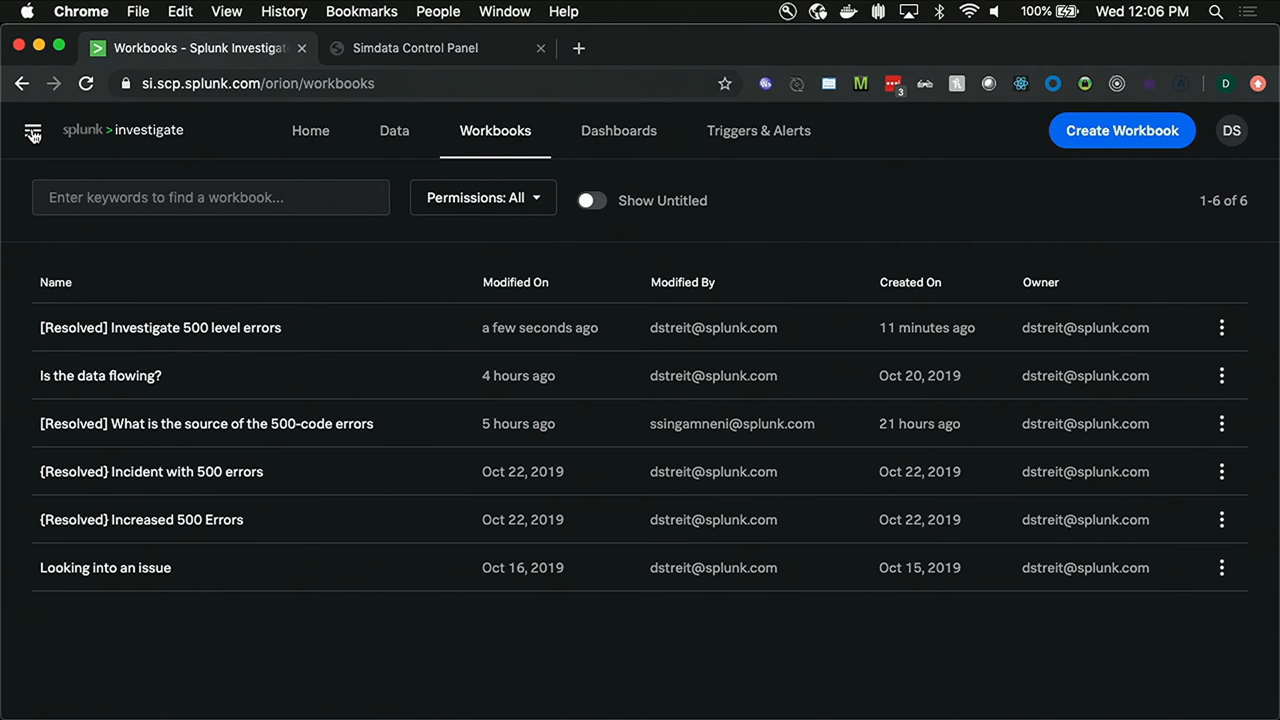 Chrome File Edit View History Bookmarks People Window Help 100% Wed 12:06 PM
Workbooks - Splunk Investigat Simdata Control Panel
si.scp.splunk.com/orion/workbooks 3 D
splunk>investigate Home Data Workbooks Dashboards Triggers & Alerts Create Workbook DS
Enter keywords to find a workbook... Permissions: All Show Untitled 1-6 of 6
Name Modified On Modified By Created On Owner
[Resolved] Investigate 500 level errors a few seconds ago dstreit@splunk.com 11 minutes ago dstreit@splunk.com
Is the data flowing? 4 hours ago dstreit@splunk.com Oct 20, 2019 dstreit@splunk.com
[Resolved] What is the source of the 500-code errors 5 hours ago ssingamneni@splunk.com 21 hours ago dstreit@splunk.com
{Resolved} Incident with 500 errors Oct 22, 2019 dstreit@splunk.com Oct 22, 2019 dstreit@splunk.com
{Resolved} Increased 500 Errors Oct 22, 2019 dstreit@splunk.com Oct 22, 2019 dstreit@splunk.com
Looking into an issue Oct 16, 2019 dstreit@splunk.com Oct 15, 2019 dstreit@splunk.com